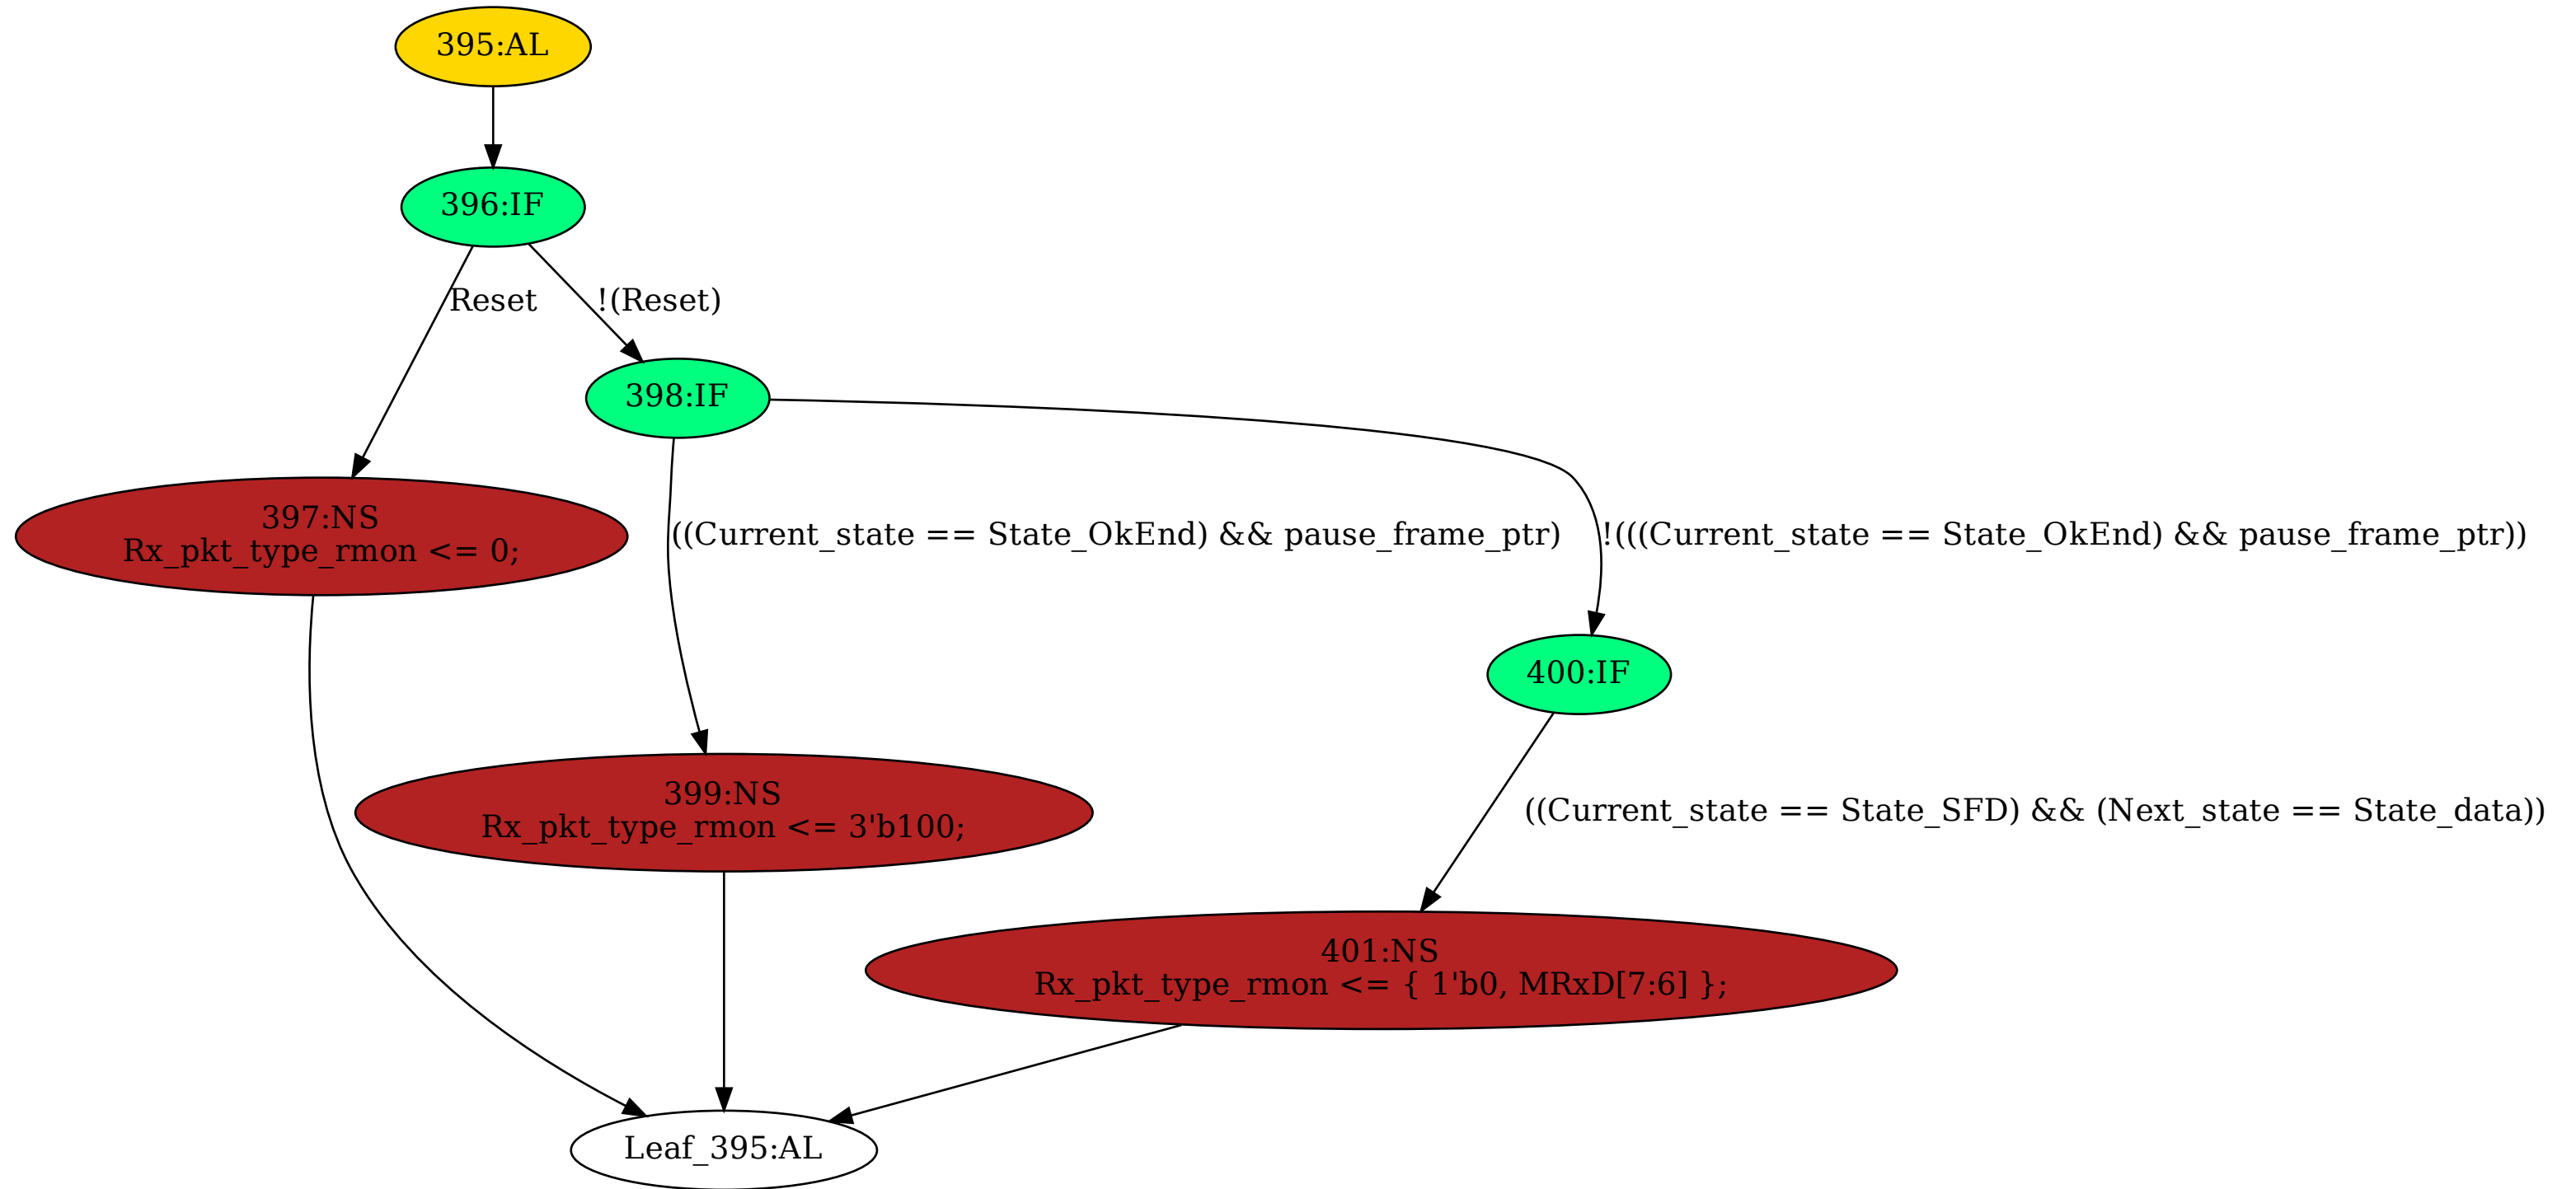 395:AL
396:IF
Reset
!(Reset)
398:IF
397:NS
Rx_pkt_type_rmon <= 0;
((Current_state == State_OkEnd) && pause_frame_ptr)
!(((Current_state == State_OkEnd) && pause_frame_ptr))
400:IF
399:NS
Rx_pkt_type_rmon <= 3'b100;
((Current_state == State_SFD) && (Next_state == State_data))
401:NS
Rx_pkt_type_rmon <= { 1'b0, MRxD[7:6] };
Leaf_395:AL